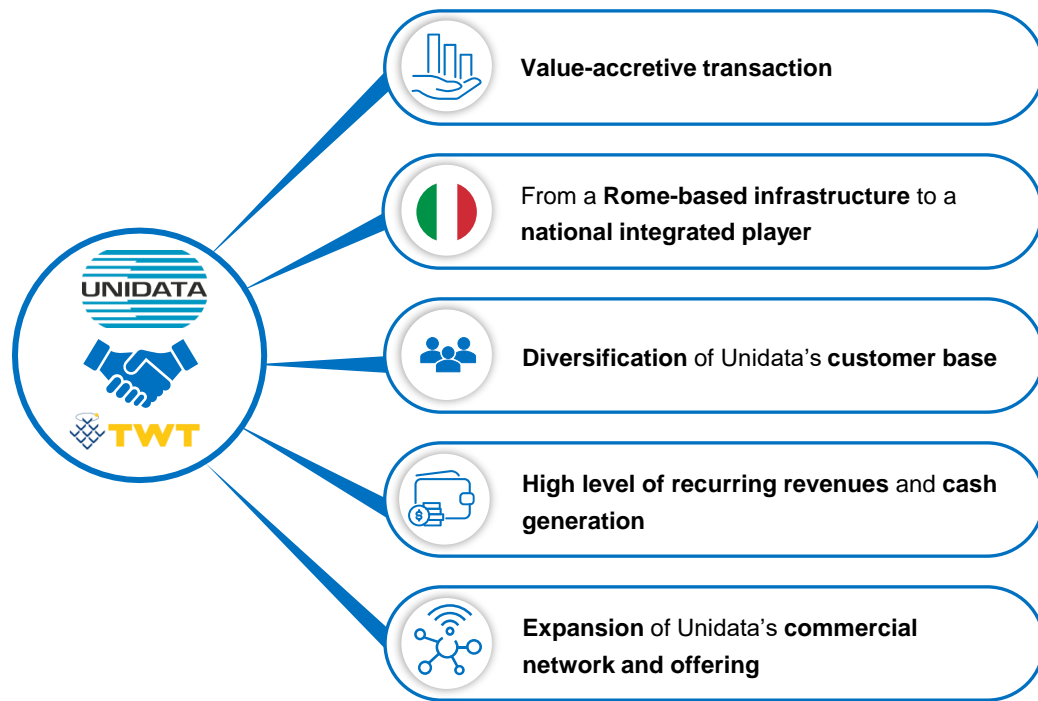 Value-accretive transaction
From a Rome-based infrastructure to a
national integrated player
UNIDATA
TWT
Diversification of Unidata’s customer base
High level of recurring revenues and cash
generation
$
Expansion of Unidata’s commercial
network and offering